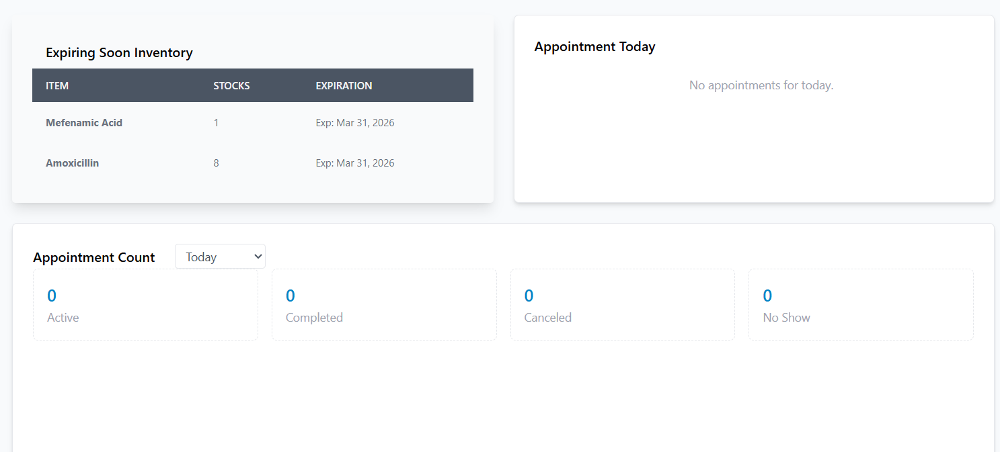 Expiring Soon Inventory
ITEM STOCKS EXPIRATION
Mefenamic Acid 1 Exp: Mar 31, 2026
Amoxicillin 8 Exp: Mar 31, 2026
Appointment Today
No appointments for today.
Appointment Count Today
0 0 0 0
Active Completed Canceled No Show